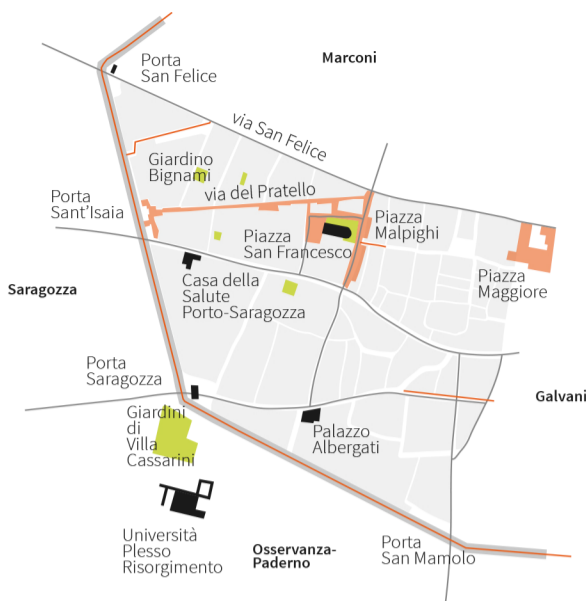 Porta
San Felice
Marconi
via San Felice
Giardino
Bignami
via del Pratello
Porta
Sant'Isaia
Piazza
San Francesco
Piazza
Malpighi
Piazza
Maggiore
Casa della
Salute
Porto-Saragozza
Saragozza
Porta
Saragozza
Galvani
Giardini
di
Villa
Cassarini
Palazzo
Albergati
Università
Plesso
Risorgimento
Osservanza-
Paderno
Porta
San Mamolo